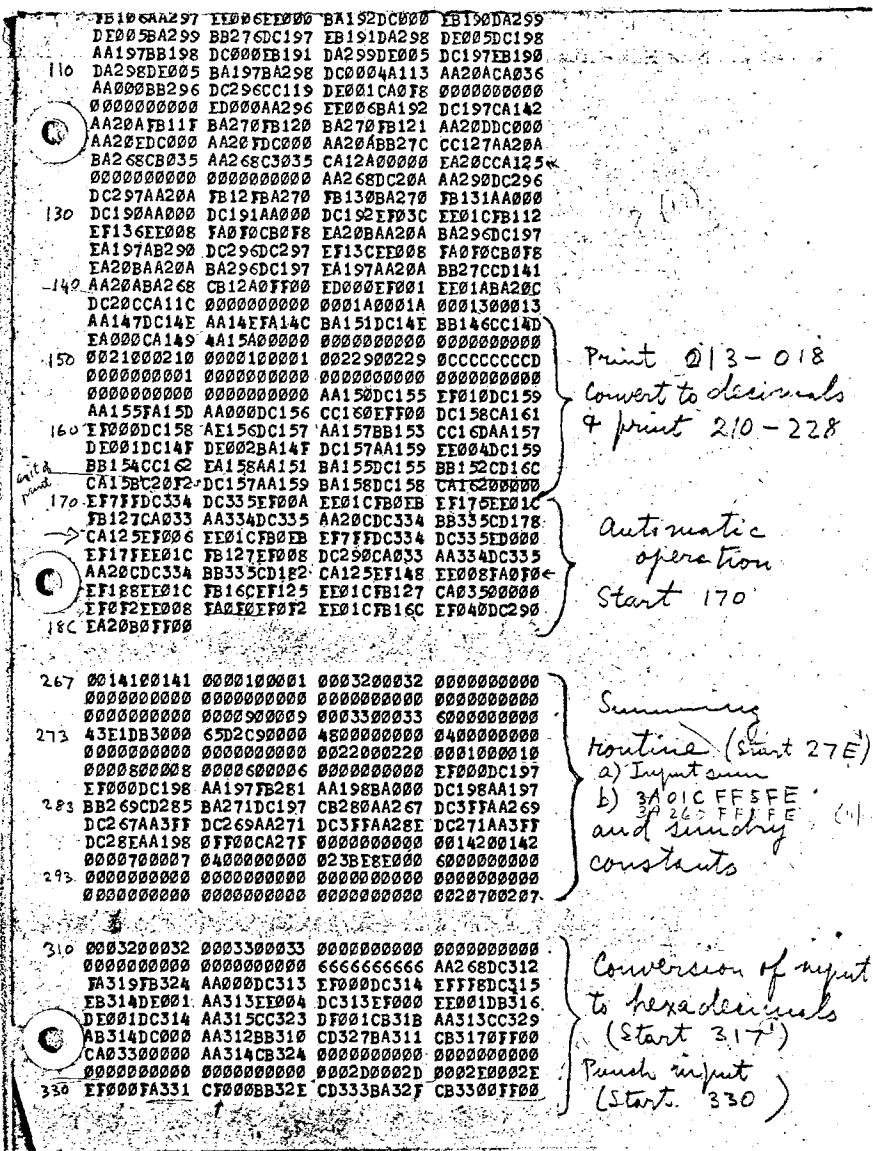 FB106AA297 EE006EE000 BA192DC000 EB190DA299
DE005BA299 BB276DC197 EB191DA298 DE005DC198
AA197BB198 DC000EB191 DA299DE005 DC197EB190
110 DA298DE005 BA197BA298 DC0004A113 AA20ACA036
AA000BB296 DC296CC119 DE001CA0F8 0000000000
0000000000 ED000AA296 EE006BA192 DC197CA142
AA20AFB11F BA270FB120 BA270FB121 AA20DDC000
AA20EDC000 AA20FDC000 AA20ABB27C CC127AA20A
BA268CB035 AA268C3035 CA12A00000 EA20CCA125
0000000000 0000000000 AA268DC20A AA290DC296
DC297AA20A FB12FBA270 FB130BA270 FB131AA000
130 DC190AA000 DC191AA000 DC192EF03C EE01CFB112
EF136EE008 FA0F0CB0F8 EA20BAA20A BA296DC197
EA197AB290 DC296DC297 EF13CEE008 FA0F0CB0F8
EA20BAA20A BA296DC197 EA197AA20A BB27CCD141
140 AA20ABA268 CB12A0FF00 ED000EF001 EE01ABA20C
DC20CCA11C 0000000000 0001A0001A 0001300013
AA147DC14E AA14EFA14C BA151DC14E BB146CC14D
EA000CA149 4A15A00000 0000000000 0000000000
150 0021000210 0000100001 0022900229 0CCCCCCCCD
0000000001 0000000000 0000000000 0000000000
0000000000 0000000000 AA150DC155 EF010DC159
AA155FA15D AA000DC156 CC160EFF00 DC158CA161
160 EF000DC158 AE156DC157 AA157BB153 CC16DAA157
DE001DC14F DE002BA14F DC157AA159 EE004DC159
BB154CC162 EA158AA151 BA155DC155 BB152CD16C
exit & print CA15BC20F2 DC157AA159 BA158DC158 CA16200000
Print 013-018
Convert to decimals
& print 210-228
170 EF7FFDC334 DC335EF00A EE01CFB0EB EF175EE01C
FB127CA033 AA334DC335 AA20CDC334 BB335CD178
CA125EF006 EE01CFB0EB EF7FFDC334 DC335ED000
EF17FEE01C FB127EF008 DC290CA033 AA334DC335
AA20CDC334 BB335CD182 CA125EF148 EE008FA0F0
EF188EE01C FB16CEF125 EE01CFB127 CA03500000
EF0F2EE008 FA0F0EF0F2 EE01CFB16C EF040DC290
18C EA20B0FF00
Automatic
operation
Start 170
267 0014100141 0000100001 0003200032 0000000000
0000000000 0000000000 0000000000 0000000000
0000000000 0000900009 0003300033 6000000000
273 43E1DB3000 65D2C90000 4800000000 0400000000
0000000000 0000000000 0022000220 0001000010
0000800008 0000600006 0000000000 EF000DC197
EF000DC198 AA197FB281 AA198BA000 DC198AA197
283 BB269CD285 BA271DC197 CB280AA267 DC3FFAA269
DC267AA3FF DC269AA271 DC3FFAA28E DC271AA3FF
DC28EAA198 0FF00CA27F 0000000000 0014200142
0000700007 0400000000 023BE8E000 6000000000
293 0000000000 0000000000 0000000000 0000000000
0000000000 0000000000 0000000000 0020700207
Summing
routine (Start 27E)
a) Input sum
b) 3A01C FF5FE
and sundry
constants
310 0003200032 0003300033 0000000000 0000000000
0000000000 0000000000 6666666666 AA268DC312
FA319FB324 AA000DC313 EF000DC314 EFFF8DC315
EB314DE001 AA313EE004 DC313EF000 EE001DB316
DE001DC314 AA315CC323 DF001CB31B AA313CC329
AB314DC000 AA312BB310 CD327BA311 CB3170FF00
CA03300000 AA314CB324 0000000000 0000000000
0000000000 0000000000 0002D0002D 0002E0002E
330 EF000FA331 CF000BB32E CD333BA32F CB3300FF00
Conversion of input
to hexadecimals
(Start 317)
Punch input
(Start 330)